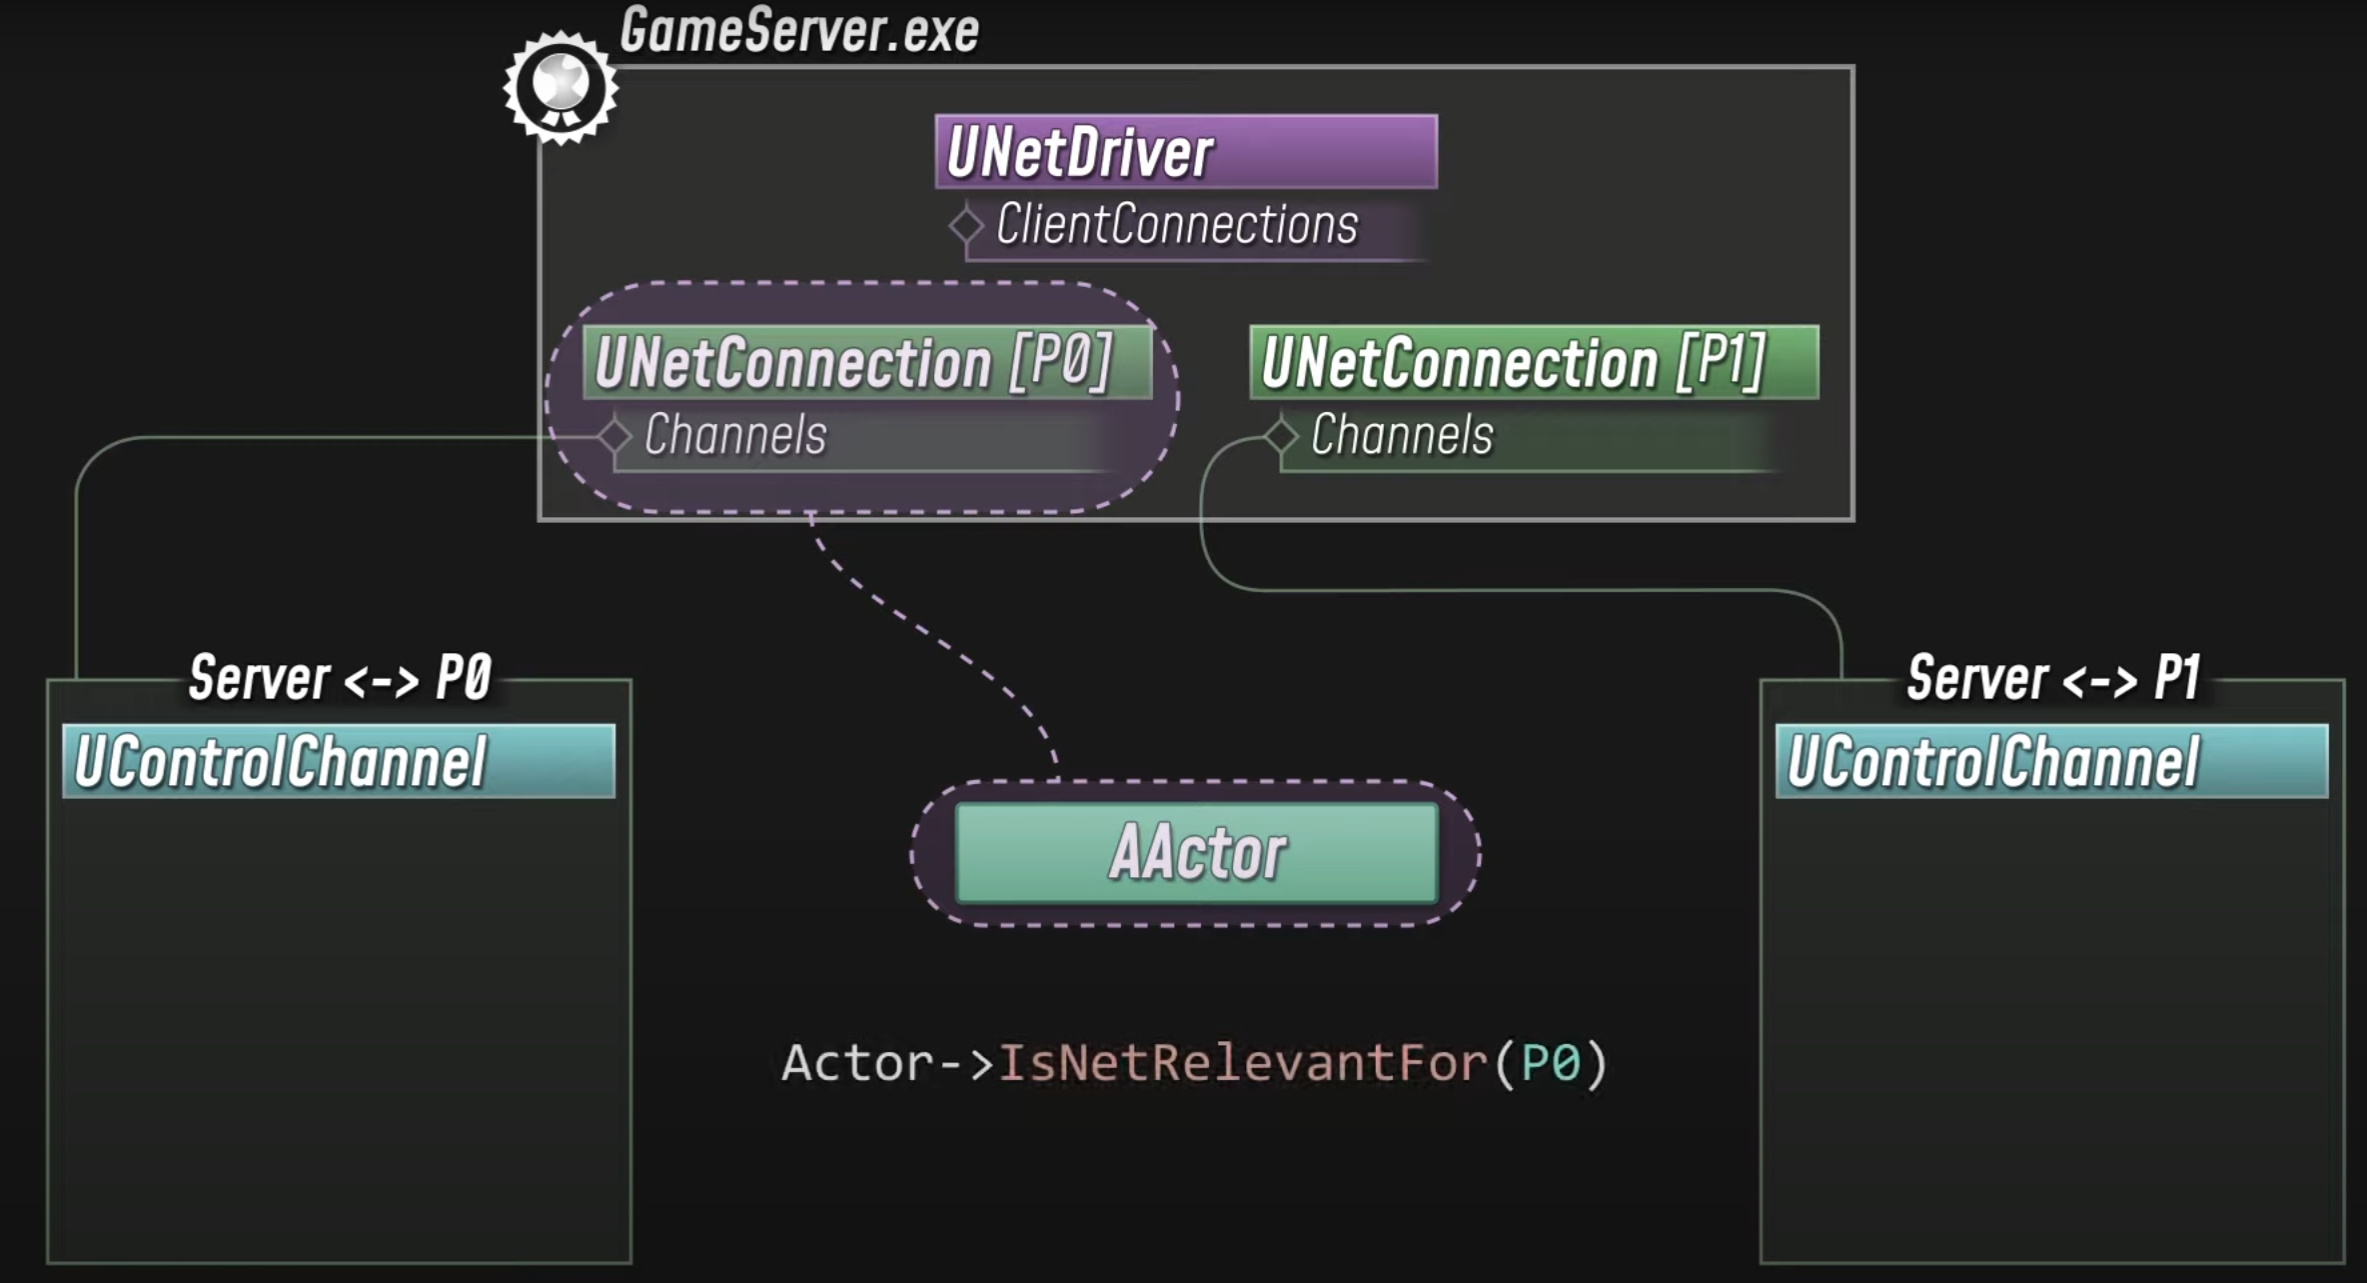 GameServer.exe
UNetDriver
ClientConnections
UNetConnection [P0]
Channels
UNetConnection [P1]
Channels
Server <-> P0
UControlChannel
Server <-> P1
UControlChannel
AActor
Actor->IsNetRelevantFor(P0)